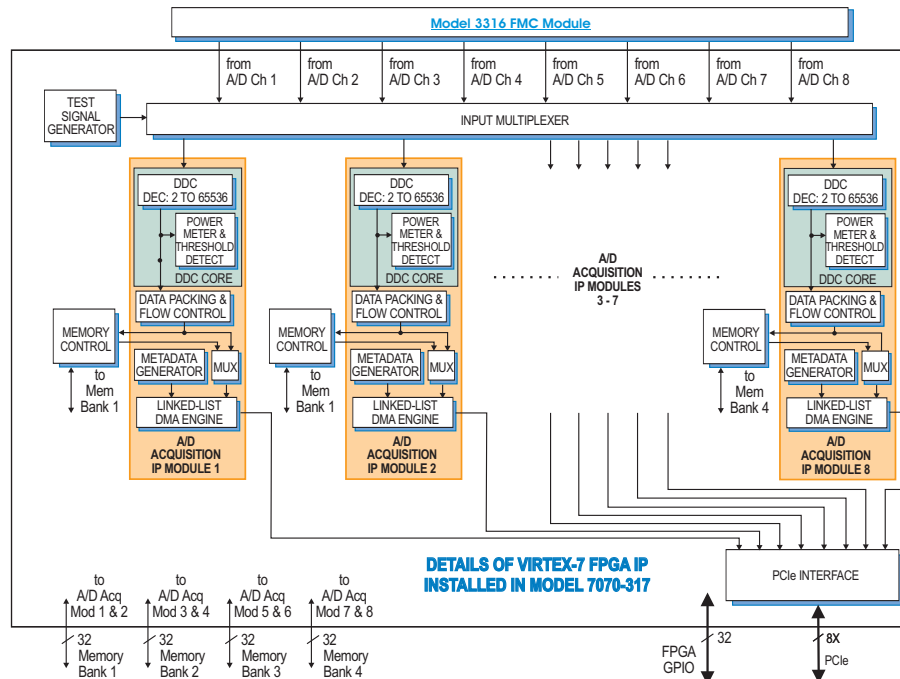 Model 3316 FMC Module
from A/D Ch 1
from A/D Ch 2
from A/D Ch 3
from A/D Ch 4
from A/D Ch 5
from A/D Ch 6
from A/D Ch 7
from A/D Ch 8
TEST
SIGNAL
GENERATOR
INPUT MULTIPLEXER
DDC
DEC: 2 TO 65536
POWER
METER &
THRESHOLD
DETECT
DDC CORE
DATA PACKING &
FLOW CONTROL
MEMORY
CONTROL
METADATA
GENERATOR
MUX
to
Mem
Bank 1
LINKED-LIST
DMA ENGINE
A/D
ACQUISITION
IP MODULE 1
DDC
DEC: 2 TO 65536
POWER
METER &
THRESHOLD
DETECT
DDC CORE
DATA PACKING &
FLOW CONTROL
MEMORY
CONTROL
METADATA
GENERATOR
MUX
to
Mem
Bank 1
LINKED-LIST
DMA ENGINE
A/D
ACQUISITION
IP MODULE 2
A/D
ACQUISITION
IP MODULES
3 - 7
DDC
DEC: 2 TO 65536
POWER
METER &
THRESHOLD
DETECT
DDC CORE
DATA PACKING &
FLOW CONTROL
MEMORY
CONTROL
METADATA
GENERATOR
MUX
to
Mem
Bank 4
LINKED-LIST
DMA ENGINE
A/D
ACQUISITION
IP MODULE 8
DETAILS OF VIRTEX-7 FPGA IP
INSTALLED IN MODEL 7070-317
PCIe INTERFACE
to
A/D Acq
Mod 1 & 2
to
A/D Acq
Mod 3 & 4
to
A/D Acq
Mod 5 & 6
to
A/D Acq
Mod 7 & 8
32
Memory
Bank 1
32
Memory
Bank 2
32
Memory
Bank 3
32
Memory
Bank 4
32
FPGA
GPIO
8X
PCIe